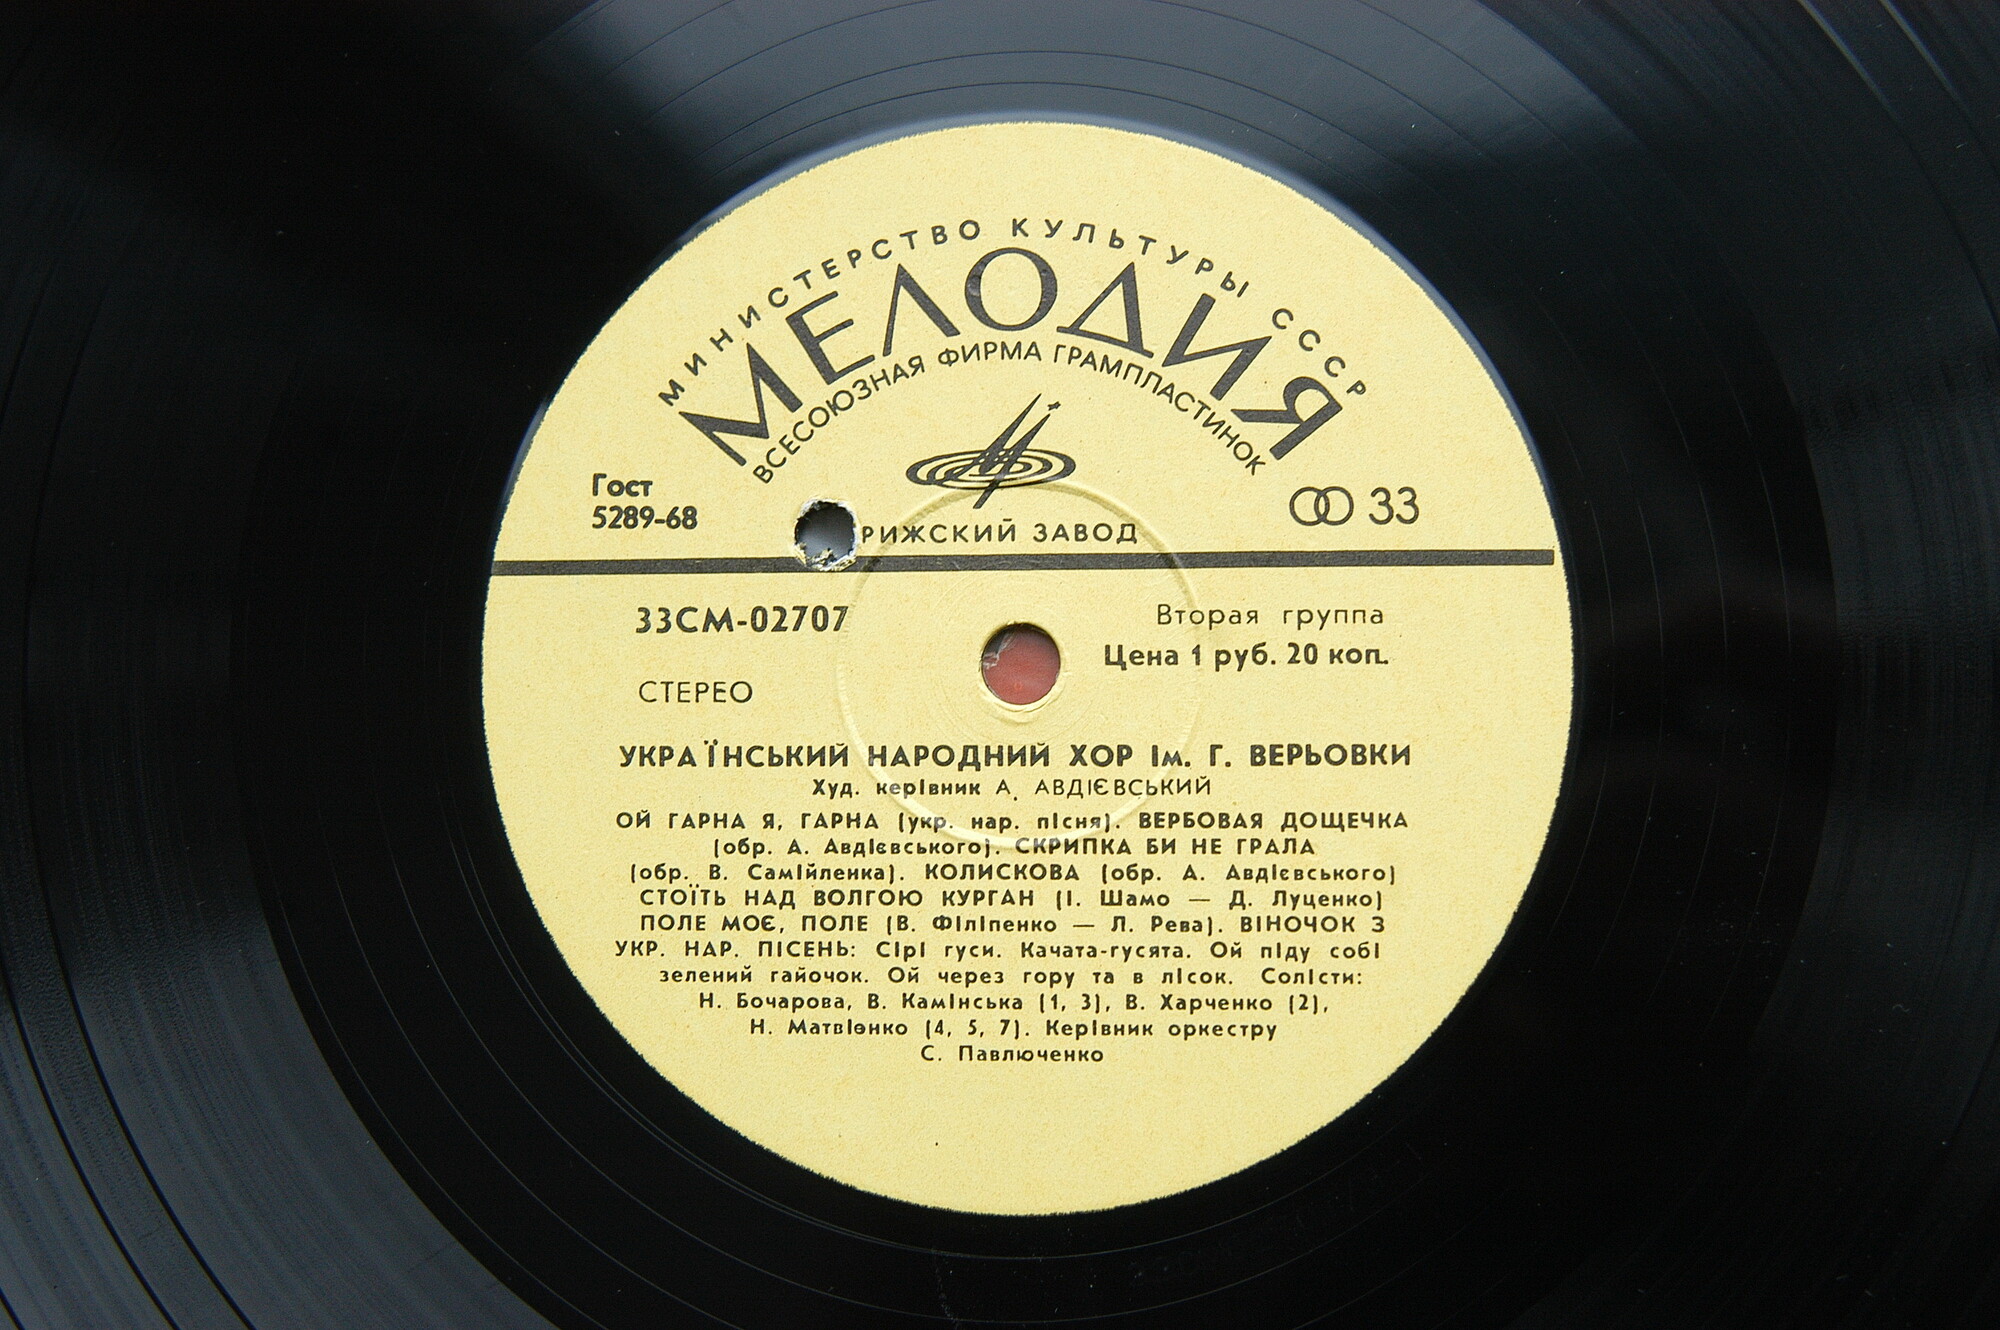 МИНИСТЕРСТВО КУЛЬТУРЫ СССР
МЕЛОДИЯ
ВСЕСОЮЗНАЯ ФИРМА ГРАМПЛАСТИНОК
Гост
5289-68
33
РИЖСКИЙ ЗАВОД
33СМ-02707
Вторая группа
Цена 1 руб. 20 коп.
СТЕРЕО
УКРАЇНСЬКИЙ НАРОДНИЙ ХОР Ім. Г. ВЕРЬОВКИ
Худ. керівник А. АВДІЄВСЬКИЙ
ОЙ ГАРНА Я, ГАРНА (укр. нар. пісня). ВЕРБОВАЯ ДОЩЕЧКА
(обр. А. Авдієвського). СКРИПКА БИ НЕ ГРАЛА
(обр. В. Самійленка). КОЛИСКОВА (обр. А. Авдієвського)
СТОЇТЬ НАД ВОЛГОЮ КУРГАН (І. Шамо — Д. Луценко)
ПОЛЕ МОЄ, ПОЛЕ (В. Філіпенко — Л. Рева). ВІНОЧОК З
УКР. НАР. ПІСЕНЬ: Сірі гуси. Качата-гусята. Ой піду собі
зелений гайочок. Ой через гору та в лісок. Солісти:
Н. Бочарова, В. Камінська (1, 3), В. Харченко (2),
Н. Матвієнко (4, 5, 7). Керівник оркестру
С. Павлюченко